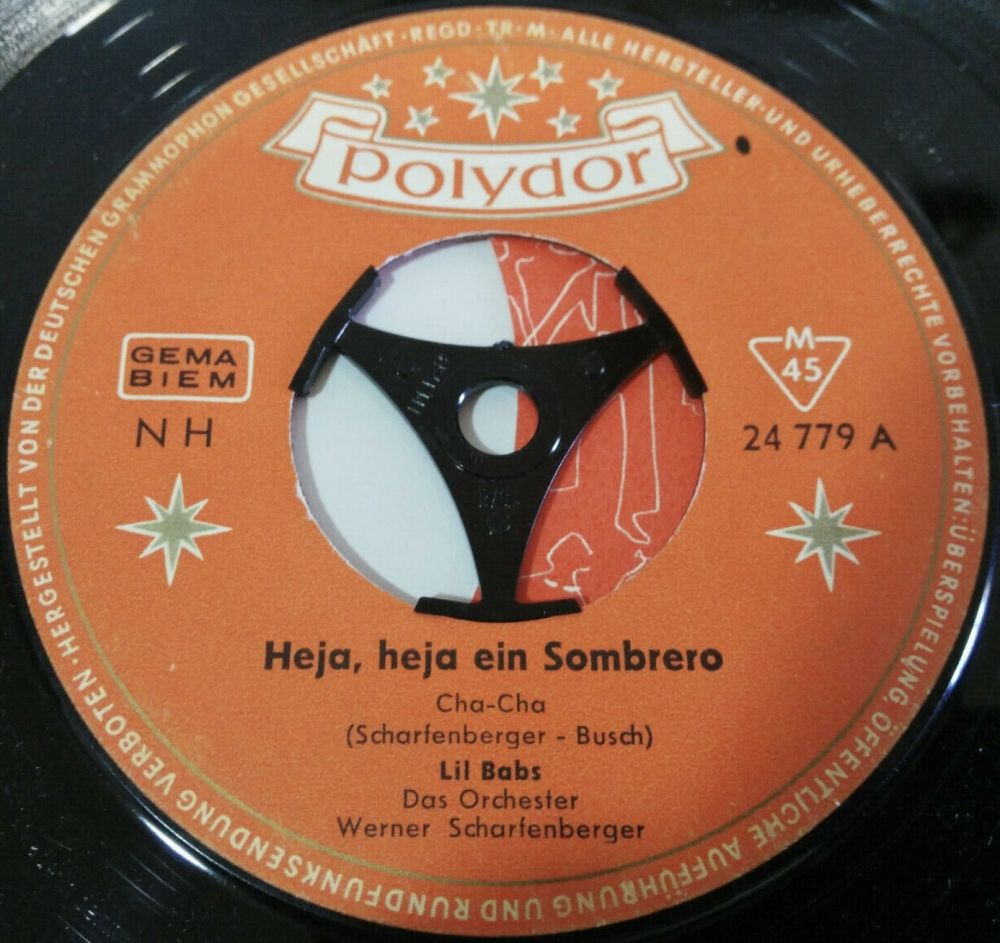 HERGESTELLT VON DER DEUTSCHEN GRAMMOPHON GESELLSCHAFT · REGD · TR · M · ALLE HERSTELLER- UND URHEBERRECHTE VORBEHALTEN: ÜBERSPIELUNG, ÖFFENTLICHE AUFFÜHRUNG UND RUNDFUNKSENDUNG VERBOTEN ·
Polydor
GEMA
BIEM
NH
M
45
24 779 A
Heja, heja ein Sombrero
Cha-Cha
(Scharfenberger - Busch)
Lil Babs
Das Orchester
Werner Scharfenberger